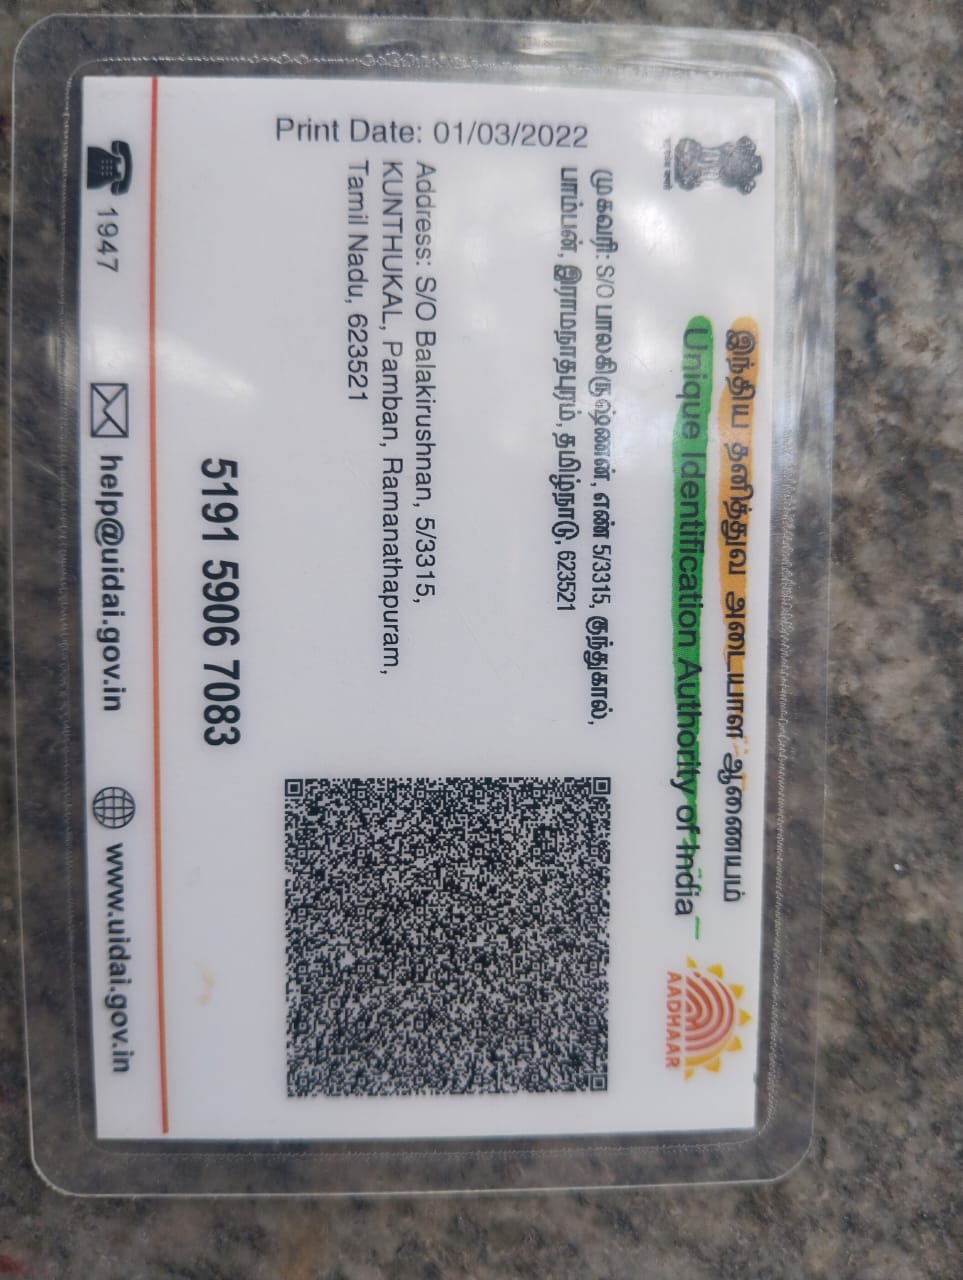 இந்திய தனித்துவ அடையாள ஆணையம்
Unique Identification Authority of India
AADHAAR
Print Date: 01/03/2022
முகவரி: S/O பாலகிருஷ்ணன், எண் 5/3315, குந்துகால்,
பாம்பன், இராமநாதபுரம், தமிழ்நாடு, 623521
Address: S/O Balakirushnan, 5/3315,
KUNTHUKAL, Pamban, Ramanathapuram,
Tamil Nadu, 623521
5191 5906 7083
1947
help@uidai.gov.in
www.uidai.gov.in